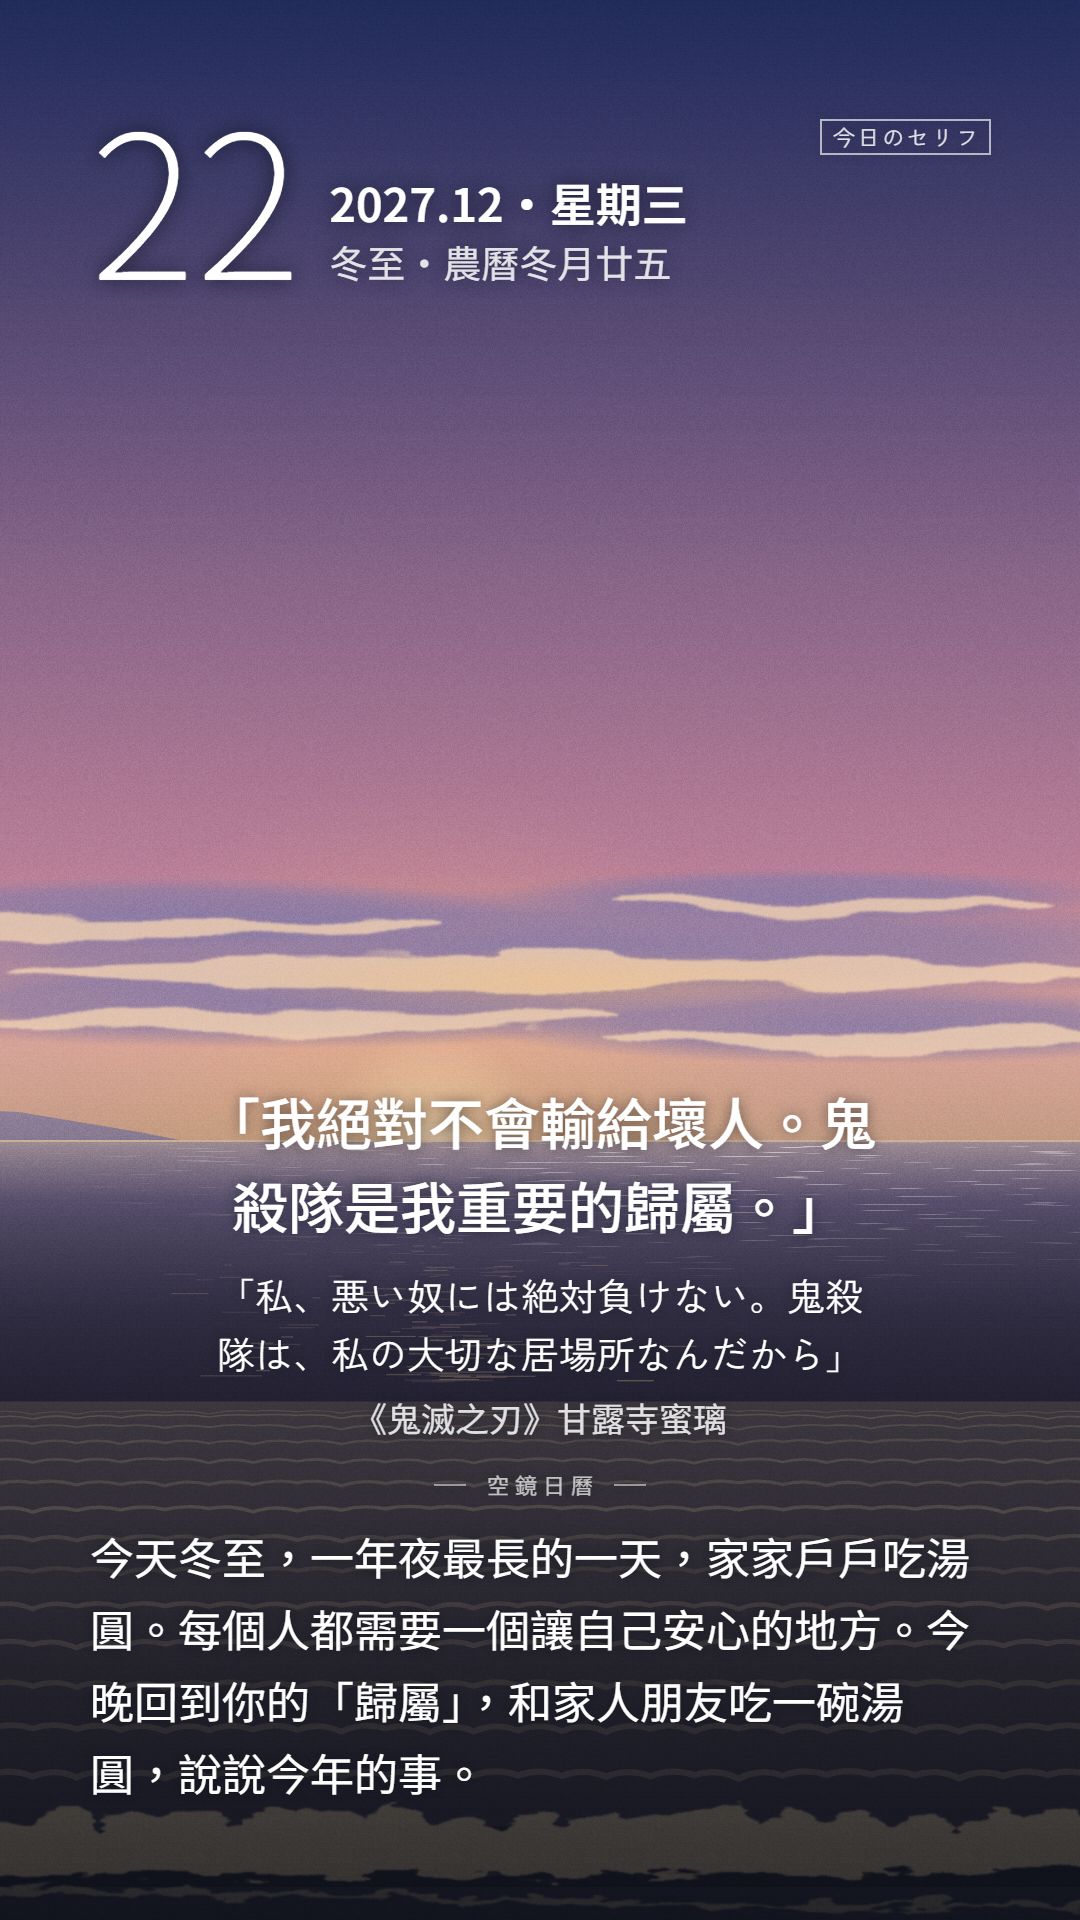 22
今日のセリフ
2027.12・星期三
冬至・農曆冬月廿五
「我絕對不會輸給壞人。鬼
殺隊是我重要的歸屬。」
「私、悪い奴には絶対負けない。鬼殺
隊は、私の大切な居場所なんだから」
《鬼滅之刃》甘露寺蜜璃
空鏡日曆
今天冬至，一年夜最長的一天，家家戶戶吃湯
圓。每個人都需要一個讓自己安心的地方。今
晚回到你的「歸屬」，和家人朋友吃一碗湯
圓，說說今年的事。